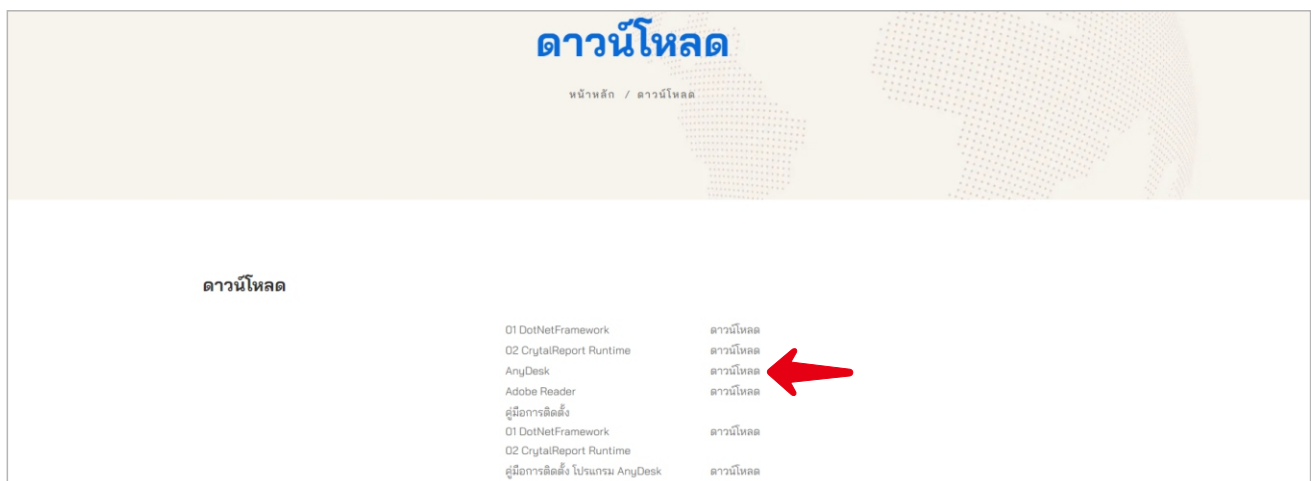 ดาวน์โหลด
หน้าหลัก / ดาวน์โหลด
ดาวน์โหลด
01 DotNetFramework ดาวน์โหลด
02 CrytalReport Runtime ดาวน์โหลด
AnyDesk ดาวน์โหลด
Adobe Reader ดาวน์โหลด
คู่มือการติดตั้ง
01 DotNetFramework ดาวน์โหลด
02 CrytalReport Runtime
คู่มือการติดตั้ง โปรแกรม AnyDesk ดาวน์โหลด